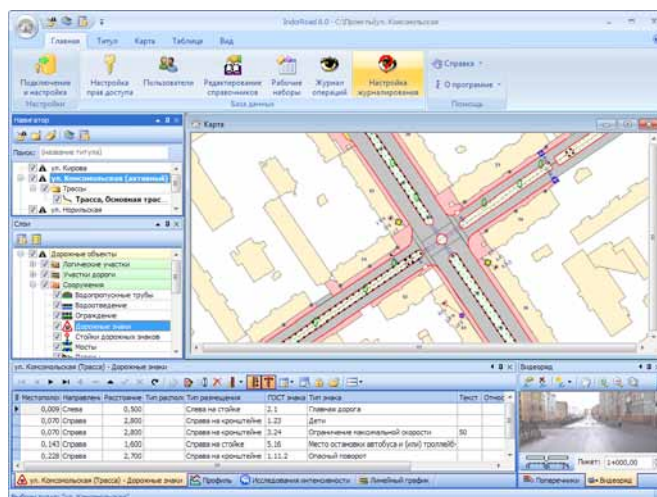 IndorRoad 8.0 - C:\Проекты\ул. Комсомольская
Главная Титул Карта Таблица Вид
Подключение и настройка
Настройка прав доступа
Пользователи
Редактирование справочников
Рабочие наборы
Журнал операций
Настройка журналирования
Справка
О программе
Настройки База данных Помощь
Навигатор
Поиск: (название титула)
ул. Кирова
ул. Комсомольская (активный)
Трассы
Трасса, Основная трас...
ул. Норильская
Слои
Дорожные объекты
Логические участки
Участки дороги
Сооружения
Водопропускные трубы
Водоотведение
Ограждение
Дорожные знаки
Стойки дорожных знаков
Мосты
Карта
ул. Комсомольская (Трасса) - Дорожные знаки
Местополож Направлен Расстояние Тип располо Тип размещения ГОСТ знака Тип знака Текст Относ
0,009 Слева 0,500 Слева на стойке 2.1 Главная дорога
0,070 Справа 2,800 Справа на кронштейне 1.23 Дети
0,070 Справа 2,800 Справа на кронштейне 3.24 Ограничение максимальной скорости 50
0,143 Справа 1,600 Справа на стойке 5.16 Место остановки автобуса и (или) троллейб
0,228 Справа 2,700 Справа на кронштейне 1.11.2 Опасный поворот
ул. Комсомольская (Трасса) - Дорожные знаки Профиль Исследования интенсивности Линейный график
Видеоряд
Пикет: 1+000,00
Поперечники Видеоряд